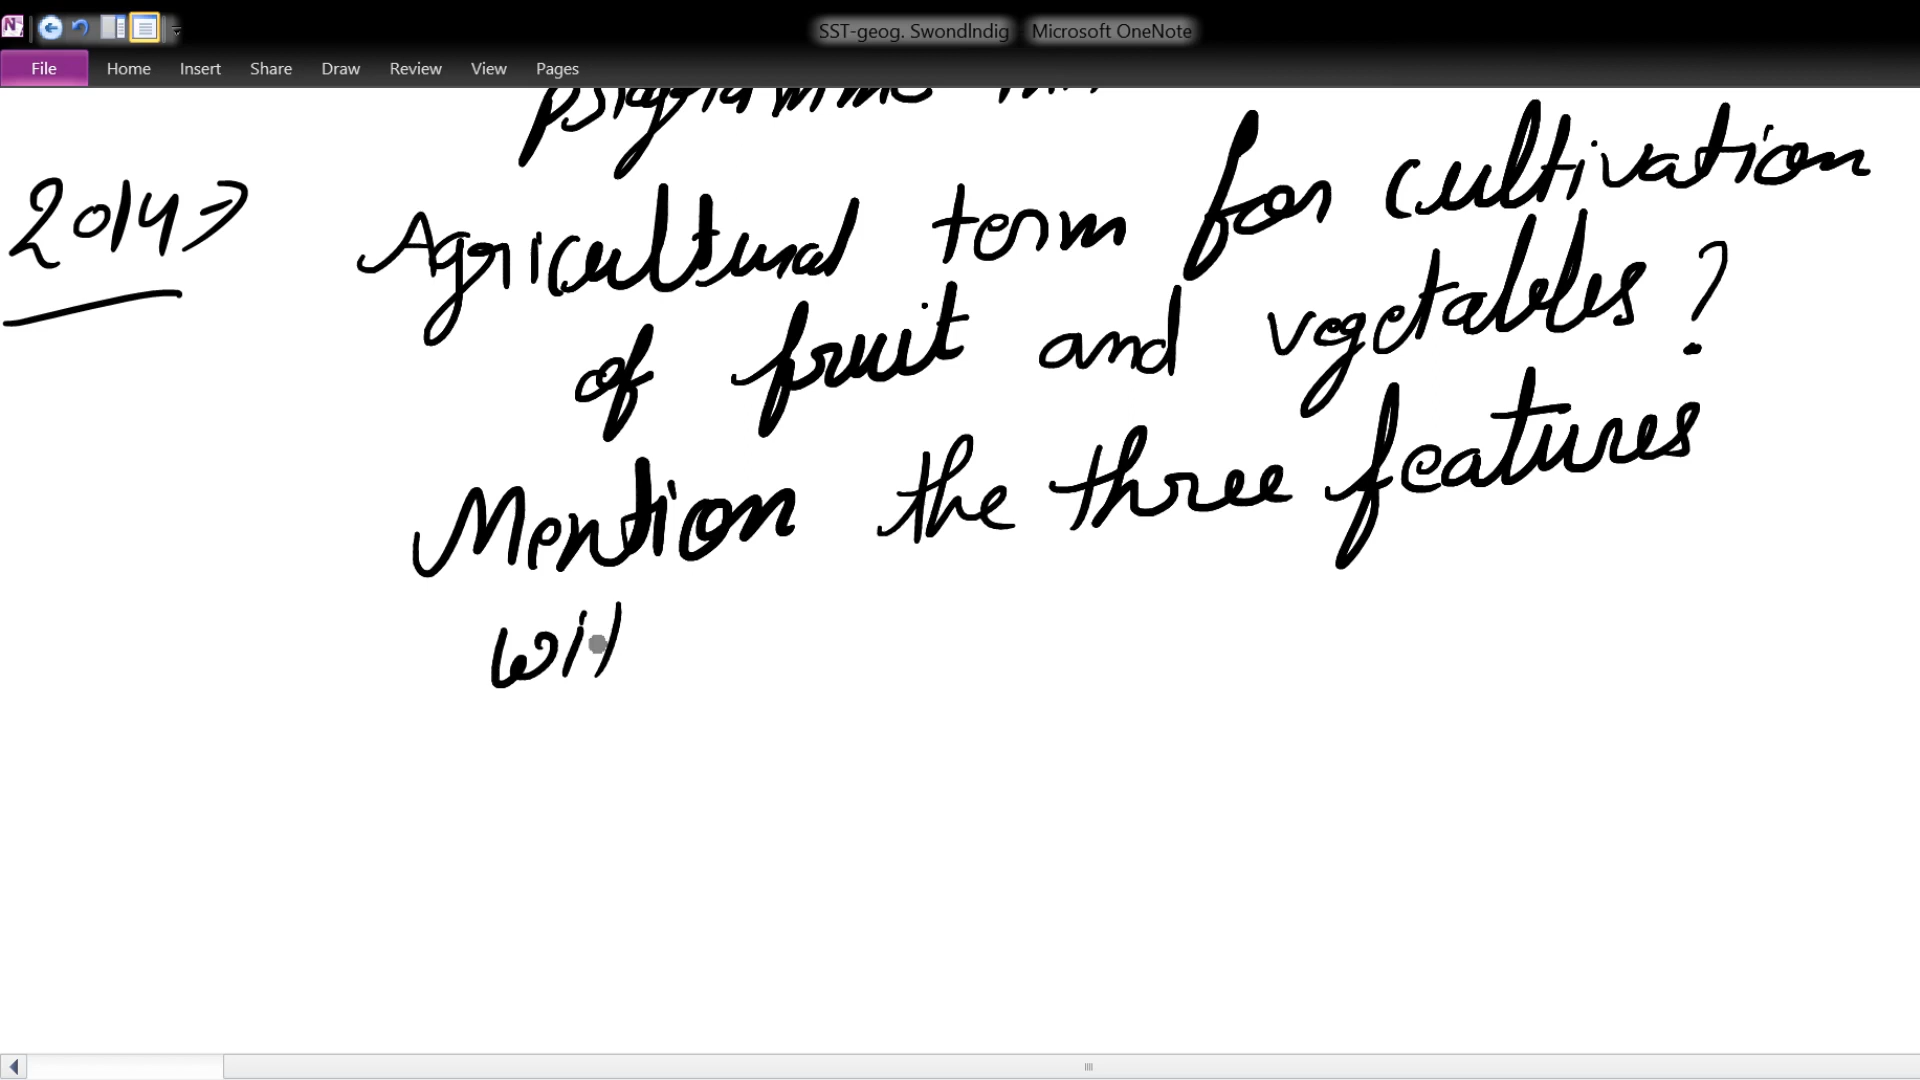 SST-geog. SwondIndig - Microsoft OneNote
File Home Insert Share Draw Review View Pages
2014 → Agricultural term for cultivation
of fruit and vegetables?
Mention the three features
wit